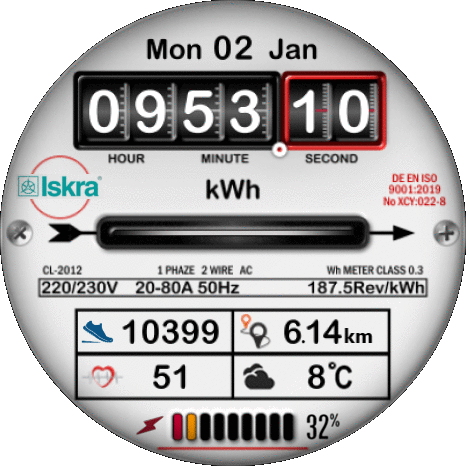 Mon 02 Jan
0953 10
HOUR MINUTE SECOND
Iskra®
kWh
DE EN ISO
9001:2019
No XCY:022-8
CL-2012 1 PHAZE 2 WIRE AC Wh METER CLASS 0.3
220/230V 20-80A 50Hz 187.5Rev/kWh
10399 6.14km
51 8°C
32%